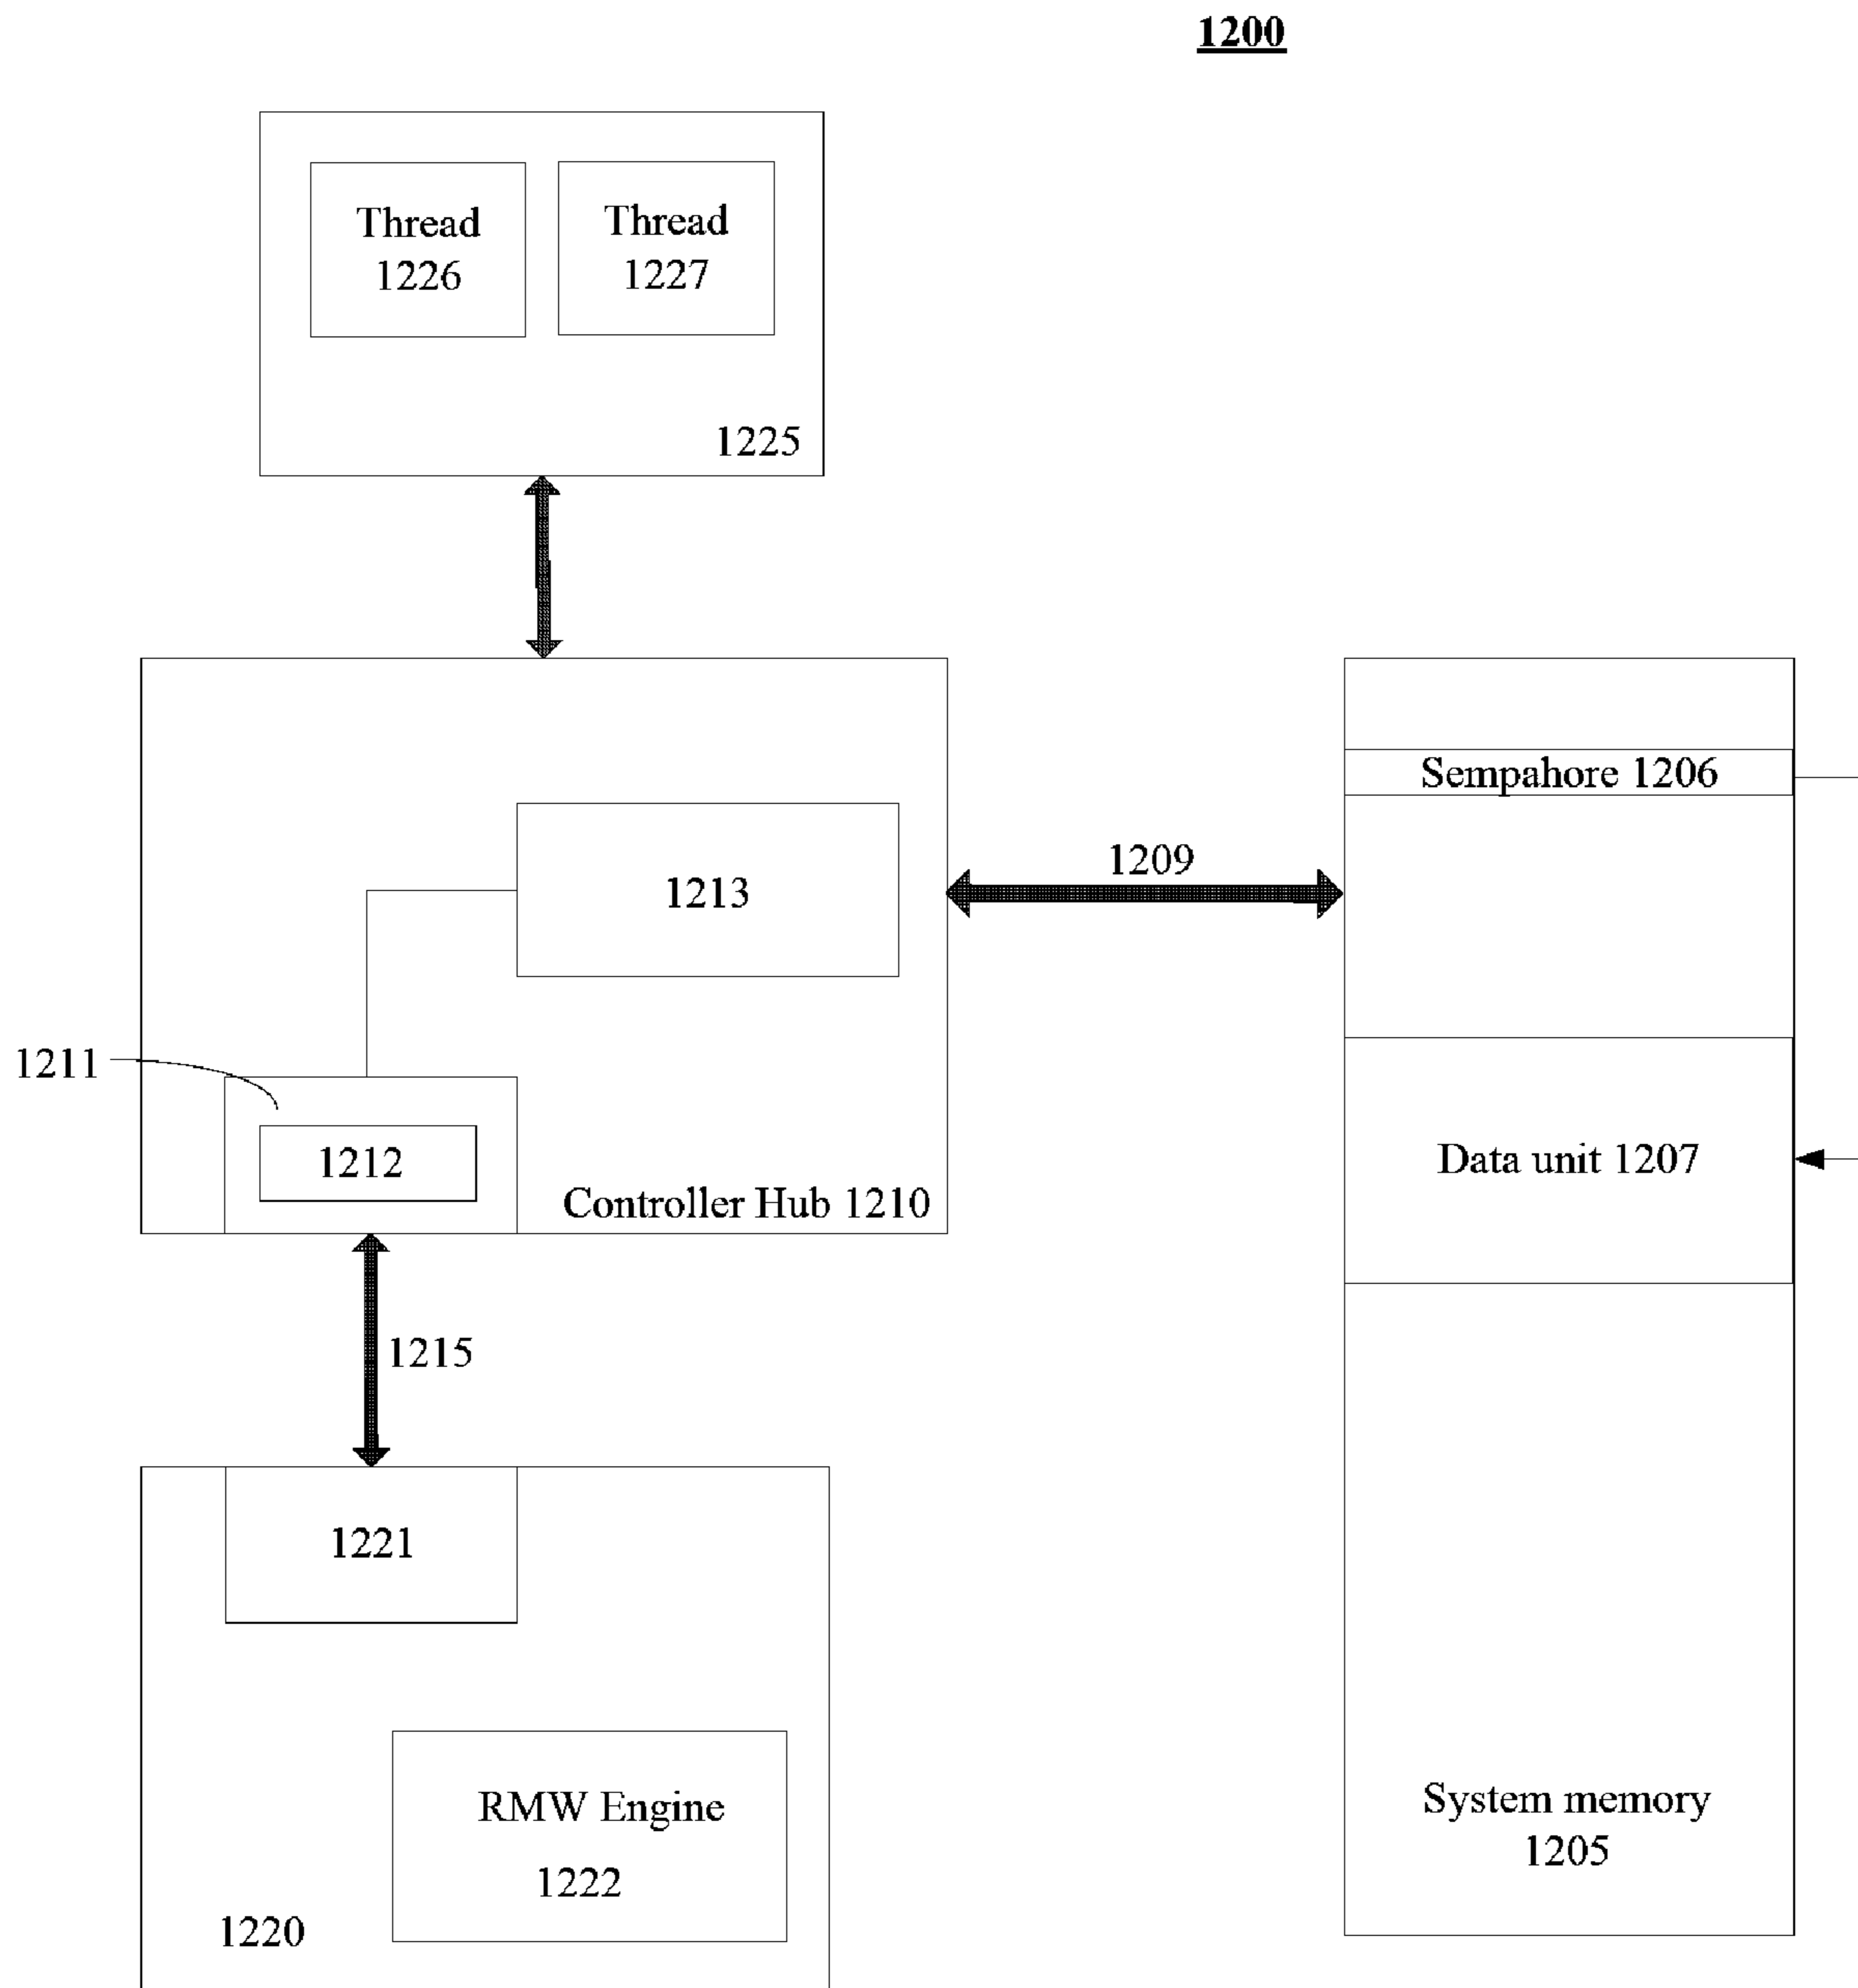 1200
Thread
1226
Thread
1227
1225
Sempahore 1206
1209
1213
1211
1212
Data unit 1207
Controller Hub 1210
1215
1221
RMW Engine
1222
System memory
1205
1220